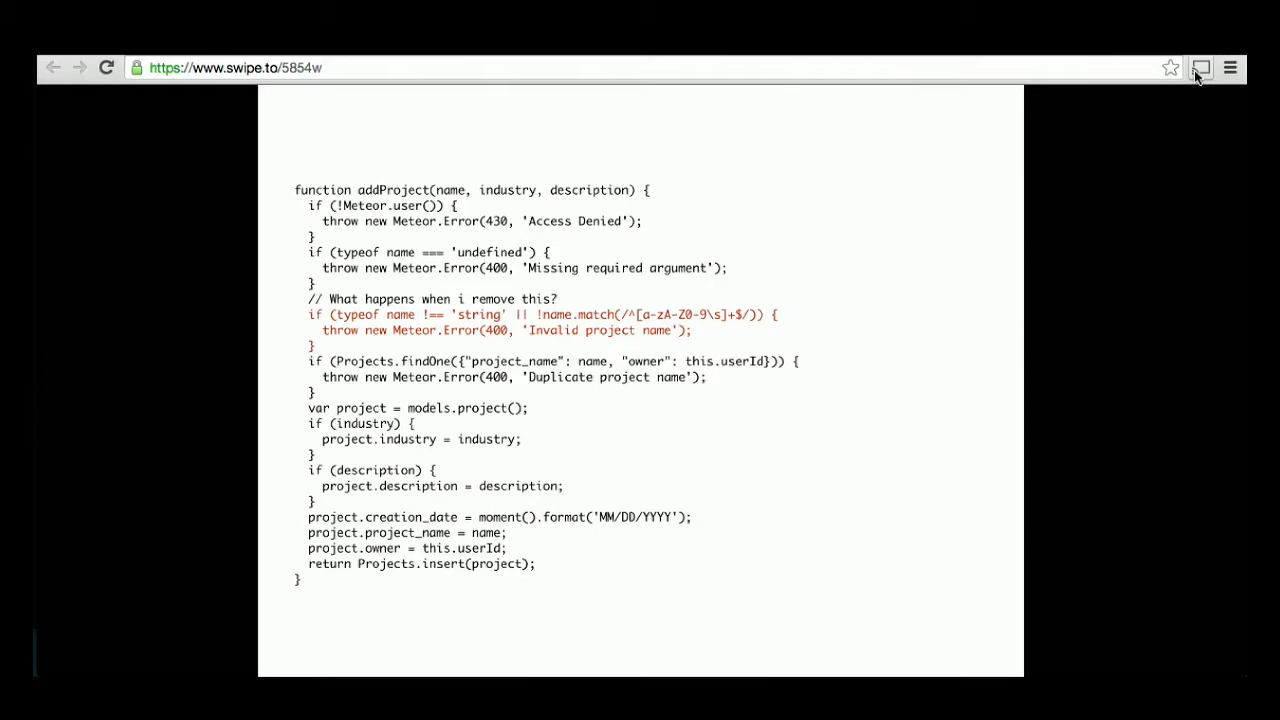 https://www.swipe.to/5854w
function addProject(name, industry, description) {
  if (!Meteor.user()) {
    throw new Meteor.Error(430, 'Access Denied');
  }
  if (typeof name === 'undefined') {
    throw new Meteor.Error(400, 'Missing required argument');
  }
  // What happens when i remove this?
  if (typeof name !== 'string' || !name.match(/^[a-zA-Z0-9\s]+$/)) {
    throw new Meteor.Error(400, 'Invalid project name');
  }
  if (Projects.findOne({"project_name": name, "owner": this.userId})) {
    throw new Meteor.Error(400, 'Duplicate project name');
  }
  var project = models.project();
  if (industry) {
    project.industry = industry;
  }
  if (description) {
    project.description = description;
  }
  project.creation_date = moment().format('MM/DD/YYYY');
  project.project_name = name;
  project.owner = this.userId;
  return Projects.insert(project);
}